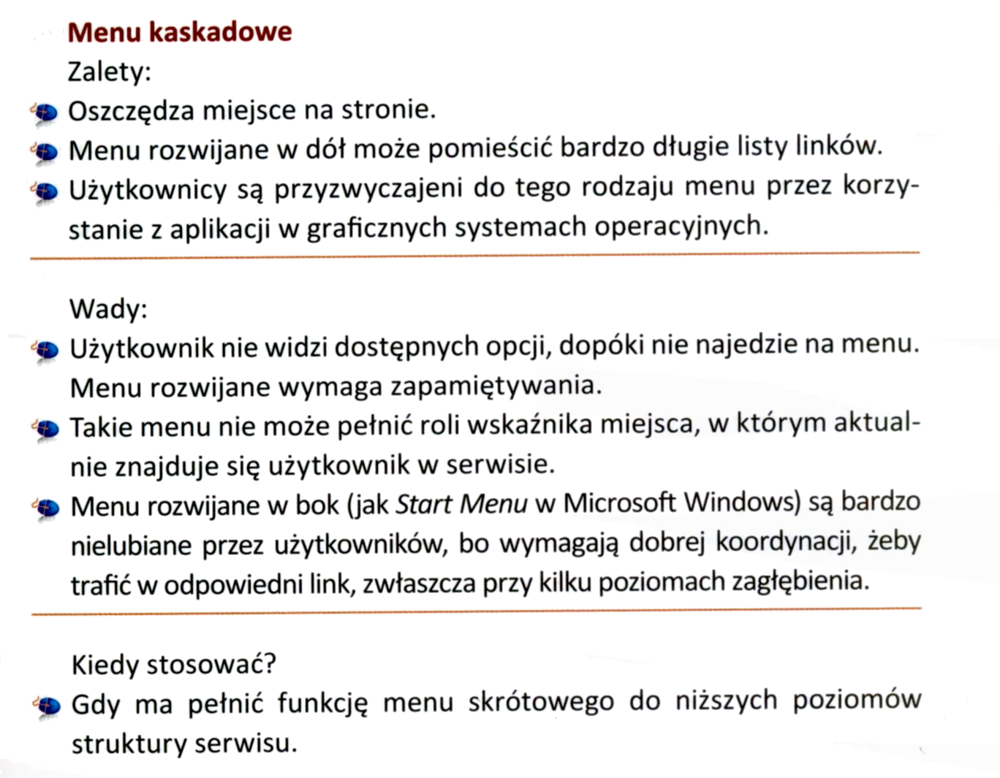 Menu kaskadowe
Zalety:
Oszczędza miejsce na stronie.
Menu rozwijane w dół może pomieścić bardzo długie listy linków.
Użytkownicy są przyzwyczajeni do tego rodzaju menu przez korzy-
stanie z aplikacji w graficznych systemach operacyjnych.
Wady:
Użytkownik nie widzi dostępnych opcji, dopóki nie najedzie na menu.
Menu rozwijane wymaga zapamiętywania.
Takie menu nie może pełnić roli wskaźnika miejsca, w którym aktual-
nie znajduje się użytkownik w serwisie.
Menu rozwijane w bok (jak Start Menu w Microsoft Windows) są bardzo
nielubiane przez użytkowników, bo wymagają dobrej koordynacji, żeby
trafić w odpowiedni link, zwłaszcza przy kilku poziomach zagłębienia.
Kiedy stosować?
Gdy ma pełnić funkcję menu skrótowego do niższych poziomów
struktury serwisu.